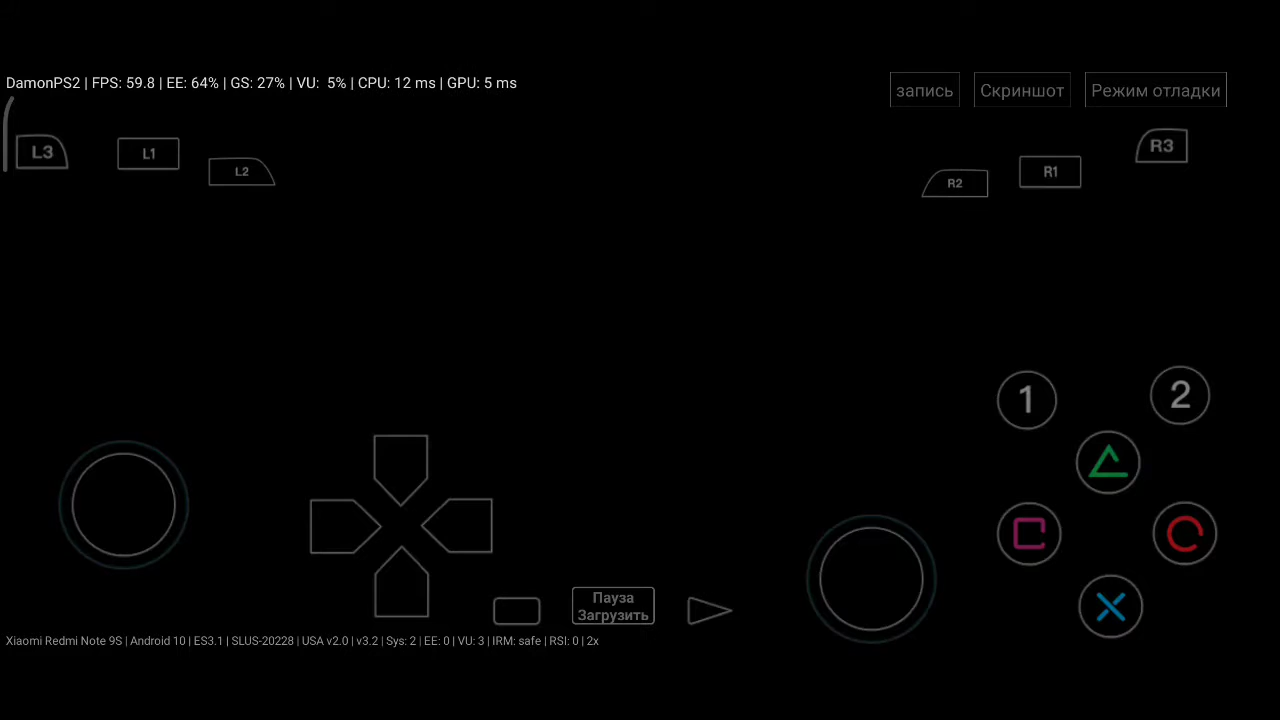 DamonPS2 | FPS: 59.8 | EE: 64% | GS: 27% | VU:  5% | CPU: 12 ms | GPU: 5 ms
запись
Скриншот
Режим отладки
L3
L1
L2
R2
R1
R3
1
2
Пауза
Загрузить
Xiaomi Redmi Note 9S | Android 10 | ES3.1 | SLUS-20228 | USA v2.0 | v3.2 | Sys: 2 | EE: 0 | VU: 3 | IRM: safe | RSI: 0 | 2x